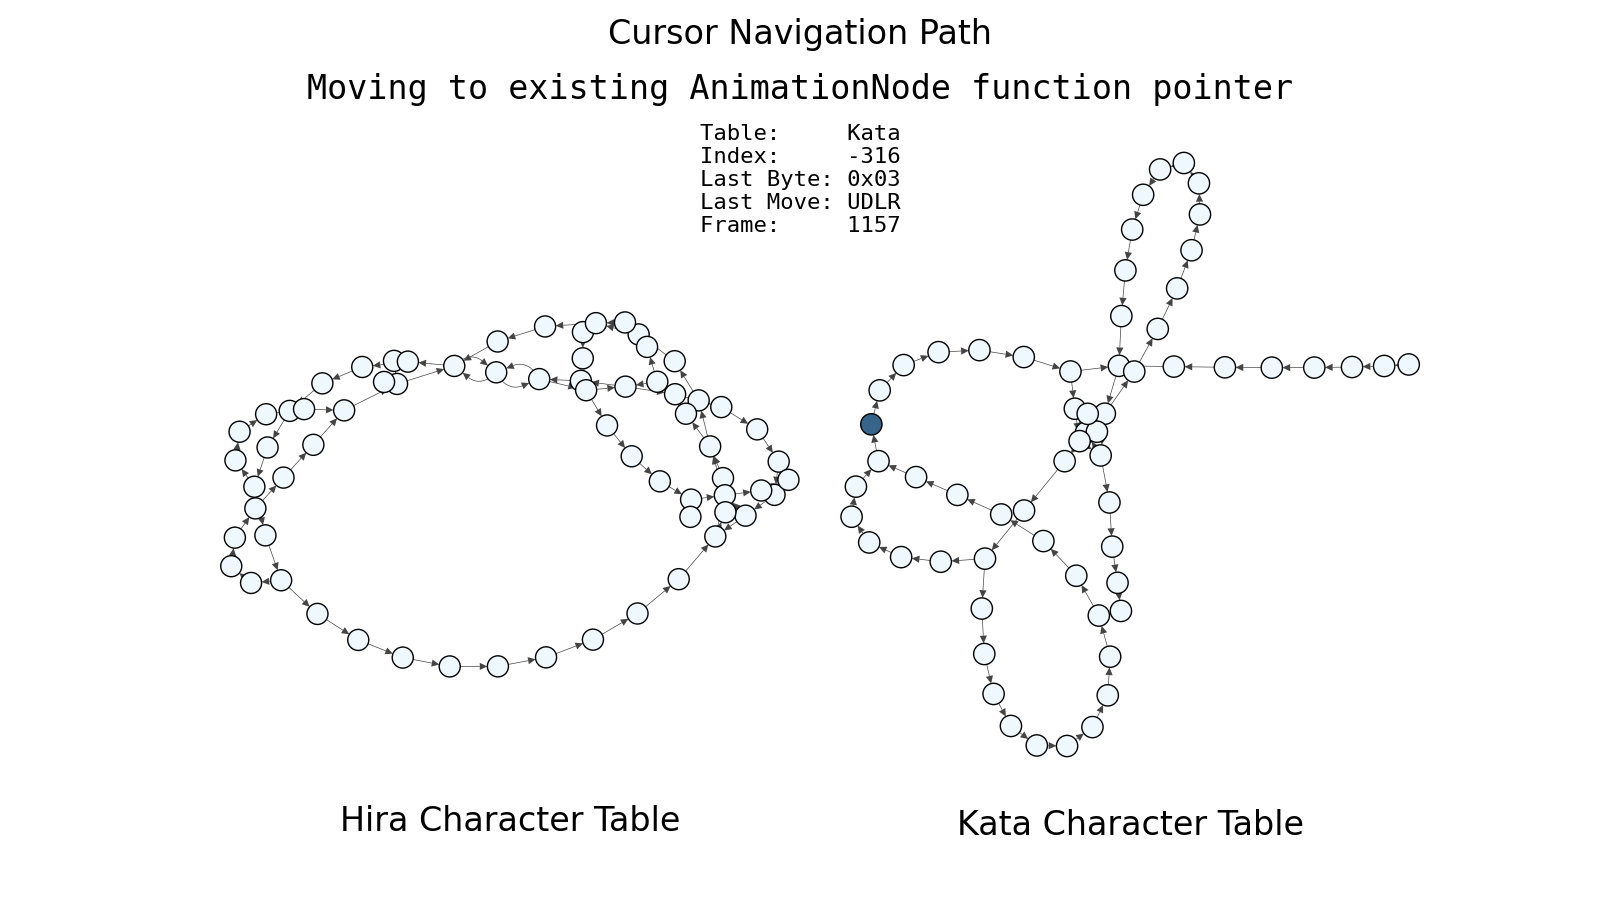 Cursor Navigation Path
Moving to existing AnimationNode function pointer
Table: Kata
Index: -316
Last Byte: 0x03
Last Move: UDLR
Frame: 1157
Hira Character Table
Kata Character Table